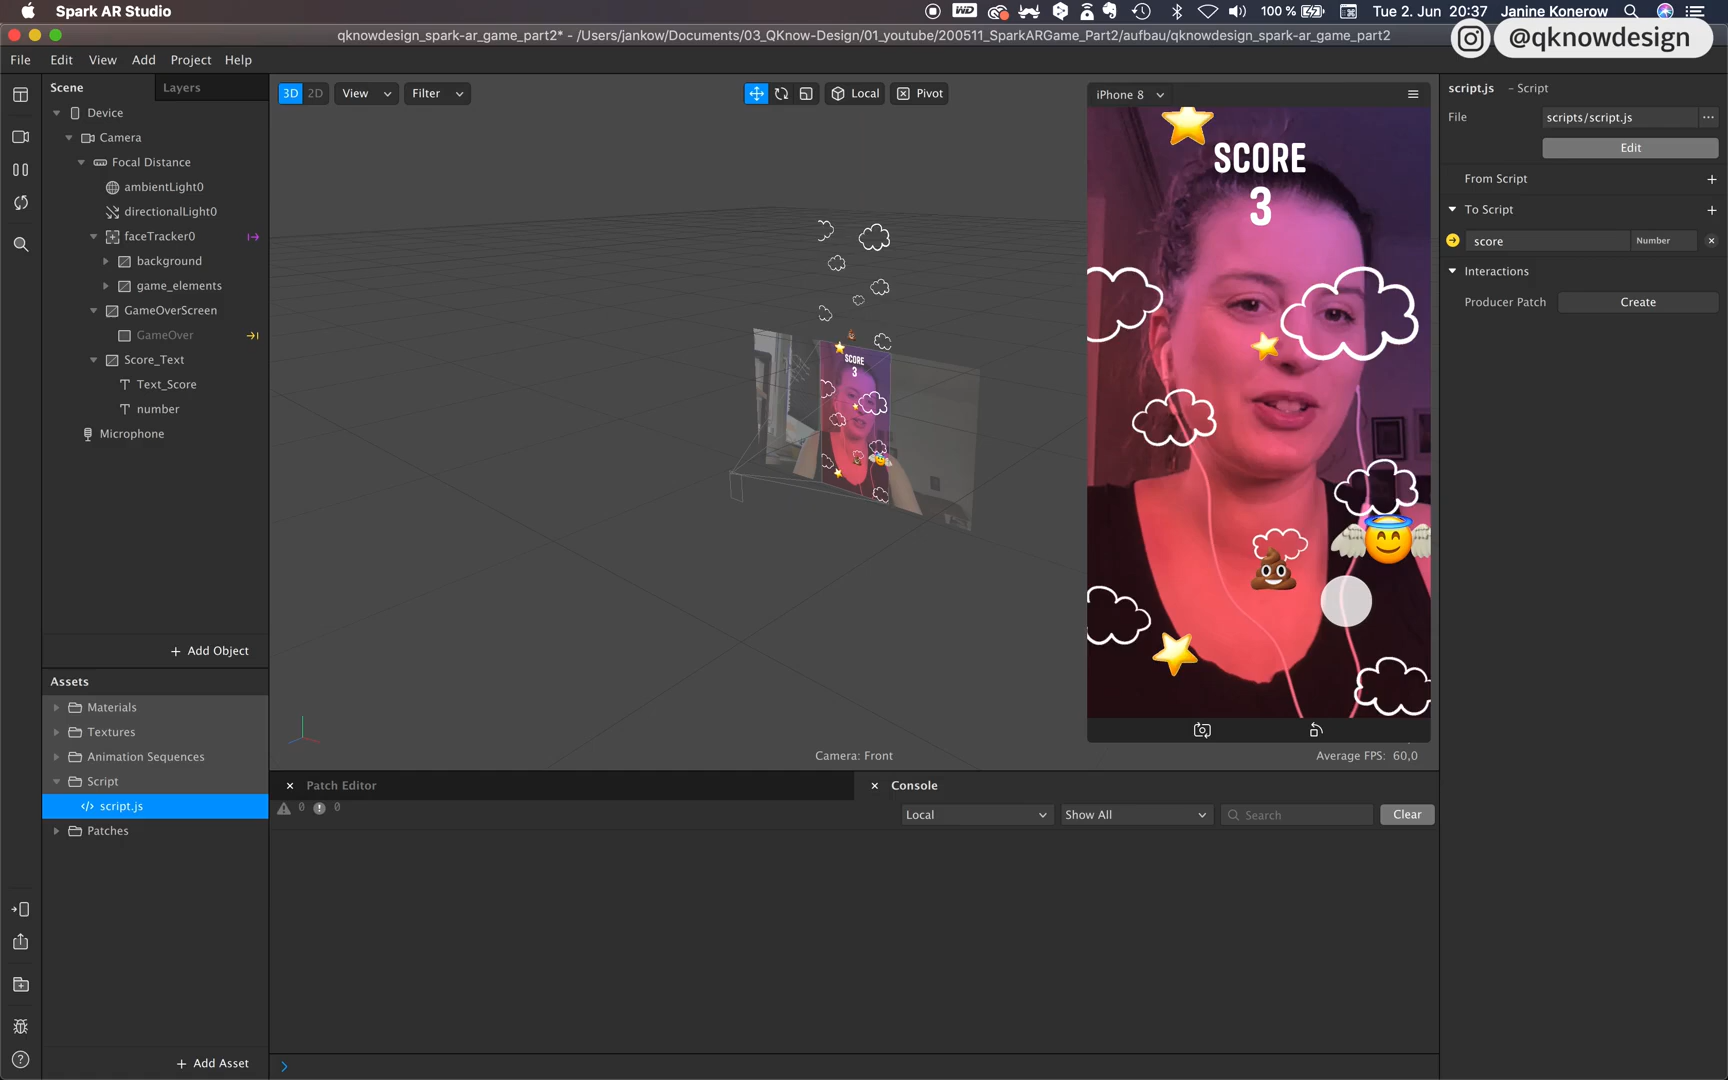 Spark AR Studio
WD
100 %
Tue 2. Jun 20:37
Janine Konerow
qknowdesign_spark-ar_game_part2* - /Users/jankow/Documents/03_QKnow-Design/01_youtube/200511_SparkARGame_Part2/aufbau/qknowdesign_spark-ar_game_part2
@qknowdesign
File Edit View Add Project Help
Scene
Layers
Device
Camera
Focal Distance
ambientLight0
directionalLight0
faceTracker0
background
game_elements
GameOverScreen
GameOver
Score_Text
Text_Score
number
Microphone
+ Add Object
Assets
Materials
Textures
Animation Sequences
Script
</> script.js
Patches
+ Add Asset
3D 2D
View
Filter
Local
Pivot
SCORE
3
Camera: Front
iPhone 8
SCORE
3
Average FPS: 60,0
Patch Editor
0 0
Console
Local
Show All
Search
Clear
script.js - Script
File
scripts/script.js
Edit
From Script
To Script
score
Number
Interactions
Producer Patch
Create